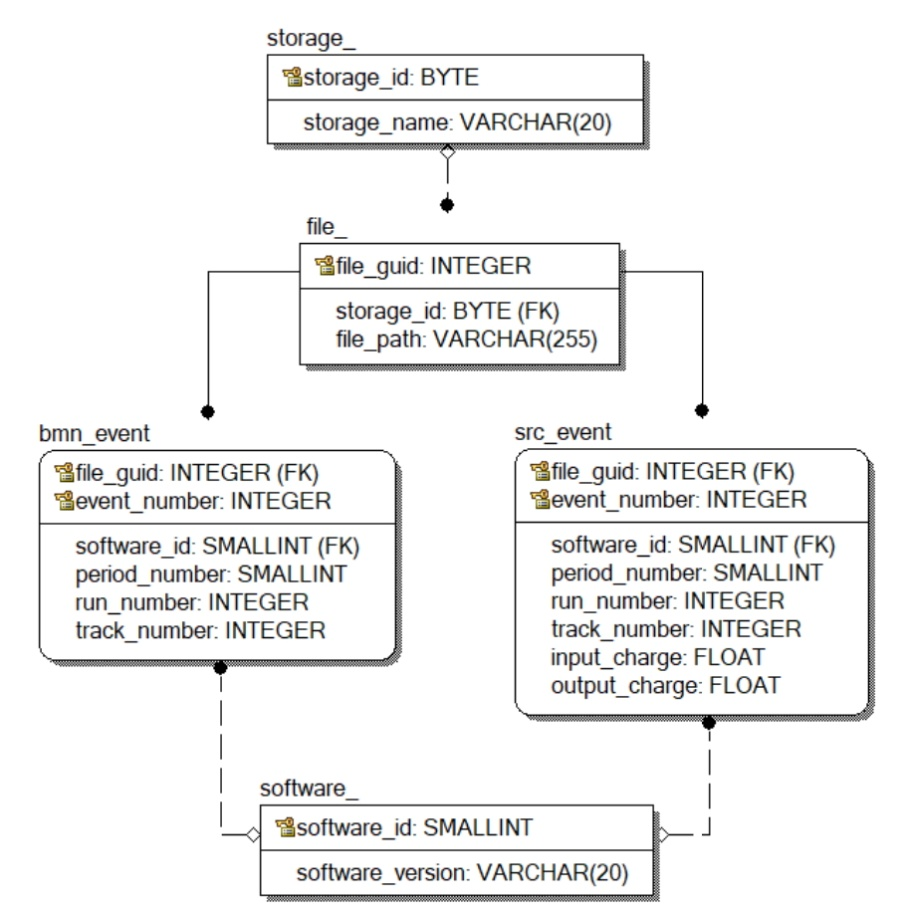 storage_
storage_id: BYTE
storage_name: VARCHAR(20)
file_
file_guid: INTEGER
storage_id: BYTE (FK)
file_path: VARCHAR(255)
bmn_event
file_guid: INTEGER (FK)
event_number: INTEGER
software_id: SMALLINT (FK)
period_number: SMALLINT
run_number: INTEGER
track_number: INTEGER
src_event
file_guid: INTEGER (FK)
event_number: INTEGER
software_id: SMALLINT (FK)
period_number: SMALLINT
run_number: INTEGER
track_number: INTEGER
input_charge: FLOAT
output_charge: FLOAT
software_
software_id: SMALLINT
software_version: VARCHAR(20)